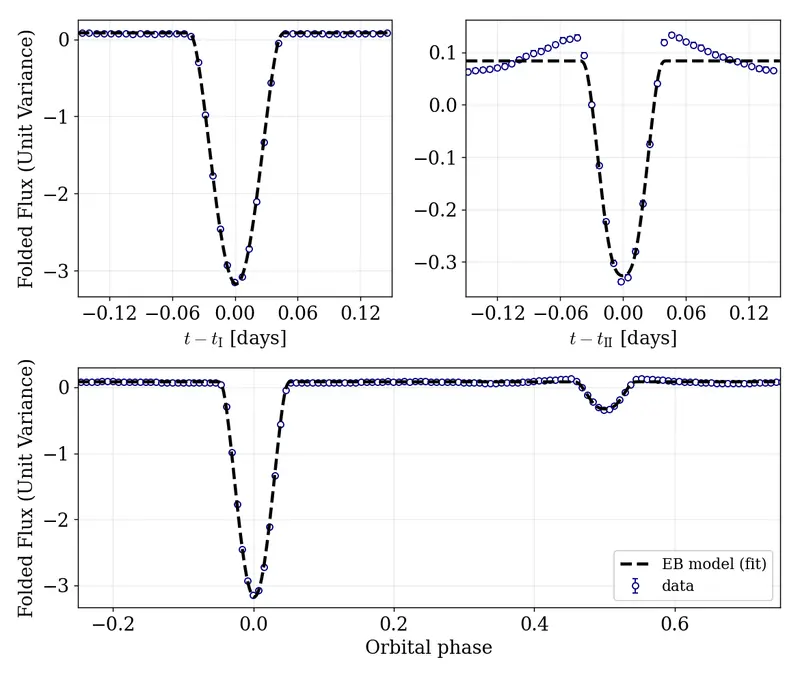 Folded Flux (Unit Variance)
0
−1
−2
−3
−0.12 −0.06 0.00 0.06 0.12
t − t_I [days]
0.1
0.0
−0.1
−0.2
−0.3
−0.12 −0.06 0.00 0.06 0.12
t − t_II [days]
Folded Flux (Unit Variance)
0
−1
−2
−3
EB model (fit)
data
−0.2 0.0 0.2 0.4 0.6
Orbital phase